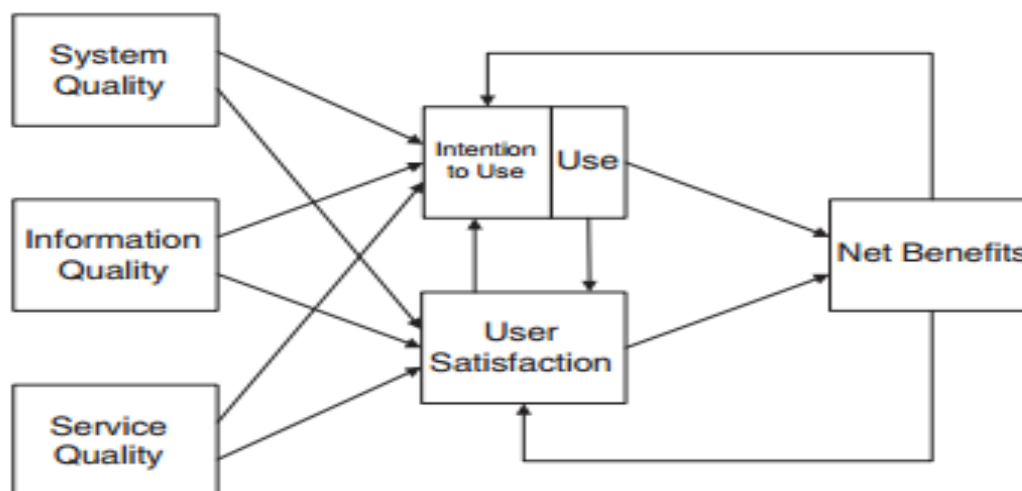 System
Quality
Intention
to Use
Use
Information
Quality
Net Benefits
User
Satisfaction
Service
Quality